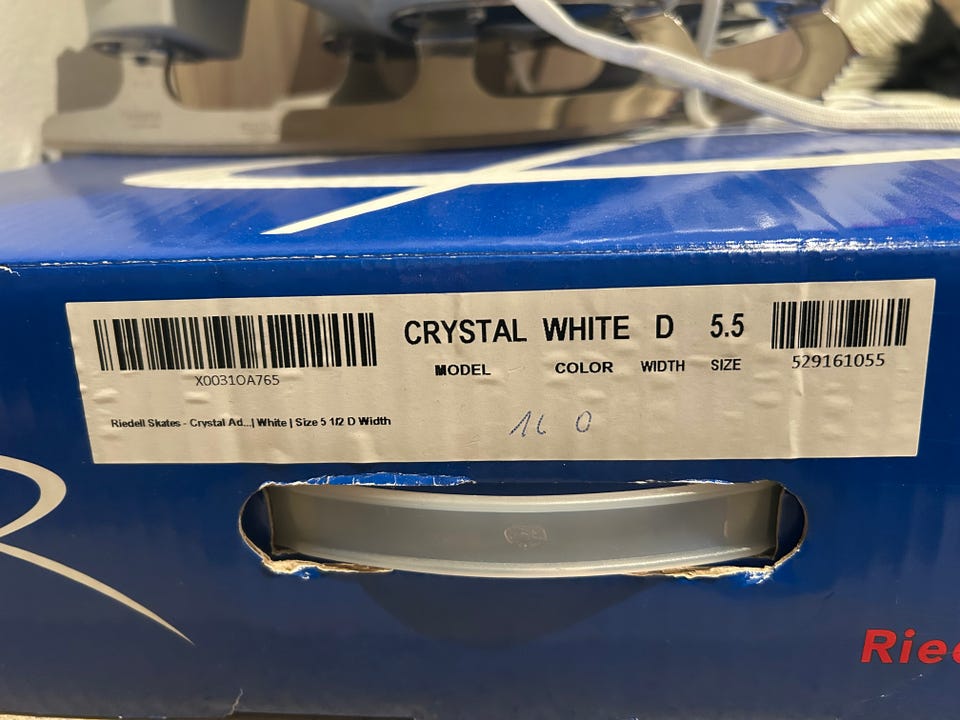 CRYSTAL WHITE D 5.5
MODEL COLOR WIDTH SIZE
X0031OA765
529161055
Riedell Skates - Crystal Ad...| White | Size 5 1/2 D Width
Ried